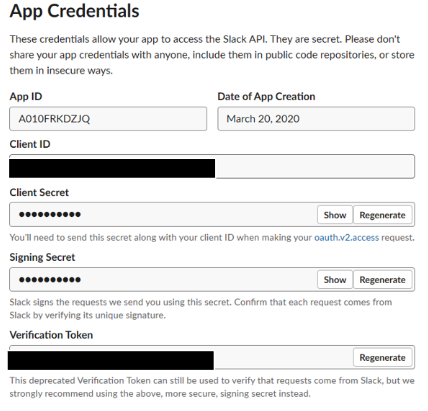 App Credentials
These credentials allow your app to access the Slack API. They are secret. Please don't
share your app credentials with anyone, include them in public code repositories, or store
them in insecure ways.
App ID
Date of App Creation
A010FRKDZJQ
March 20, 2020
Client ID
Client Secret
●●●●●●●●●●
Show
Regenerate
You'll need to send this secret along with your client ID when making your oauth.v2.access request.
Signing Secret
●●●●●●●●●●
Show
Regenerate
Slack signs the requests we send you using this secret. Confirm that each request comes from
Slack by verifying its unique signature.
Verification Token
Regenerate
This deprecated Verification Token can still be used to verify that requests come from Slack, but we
strongly recommend using the above, more secure, signing secret instead.